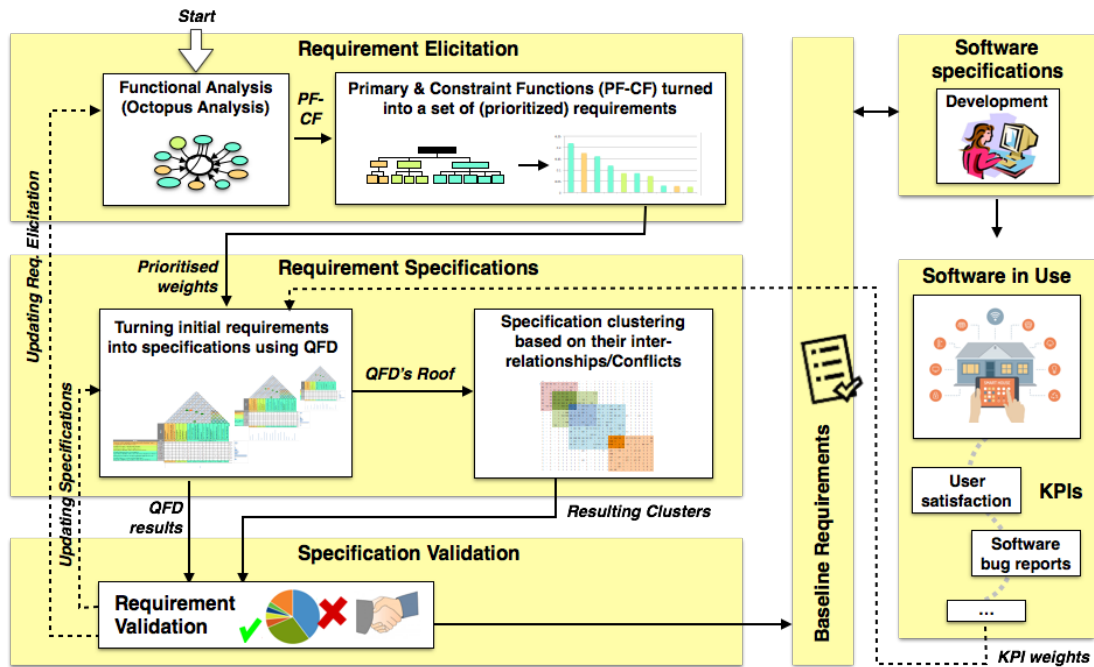 Start
Requirement Elicitation
Functional Analysis
(Octopus Analysis)
PF-
CF
Primary & Constraint Functions (PF-CF) turned
into a set of (prioritized) requirements
Updating Req. Elicitation
Prioritised
weights
Requirement Specifications
Turning initial requirements
into specifications using QFD
QFD's Roof
Specification clustering
based on their inter-
relationships/Conflicts
Updating Specifications
QFD
results
Resulting Clusters
Specification Validation
Requirement
Validation
Baseline Requirements
Software
specifications
Development
Software in Use
User
satisfaction
KPIs
Software
bug reports
...
KPI weights